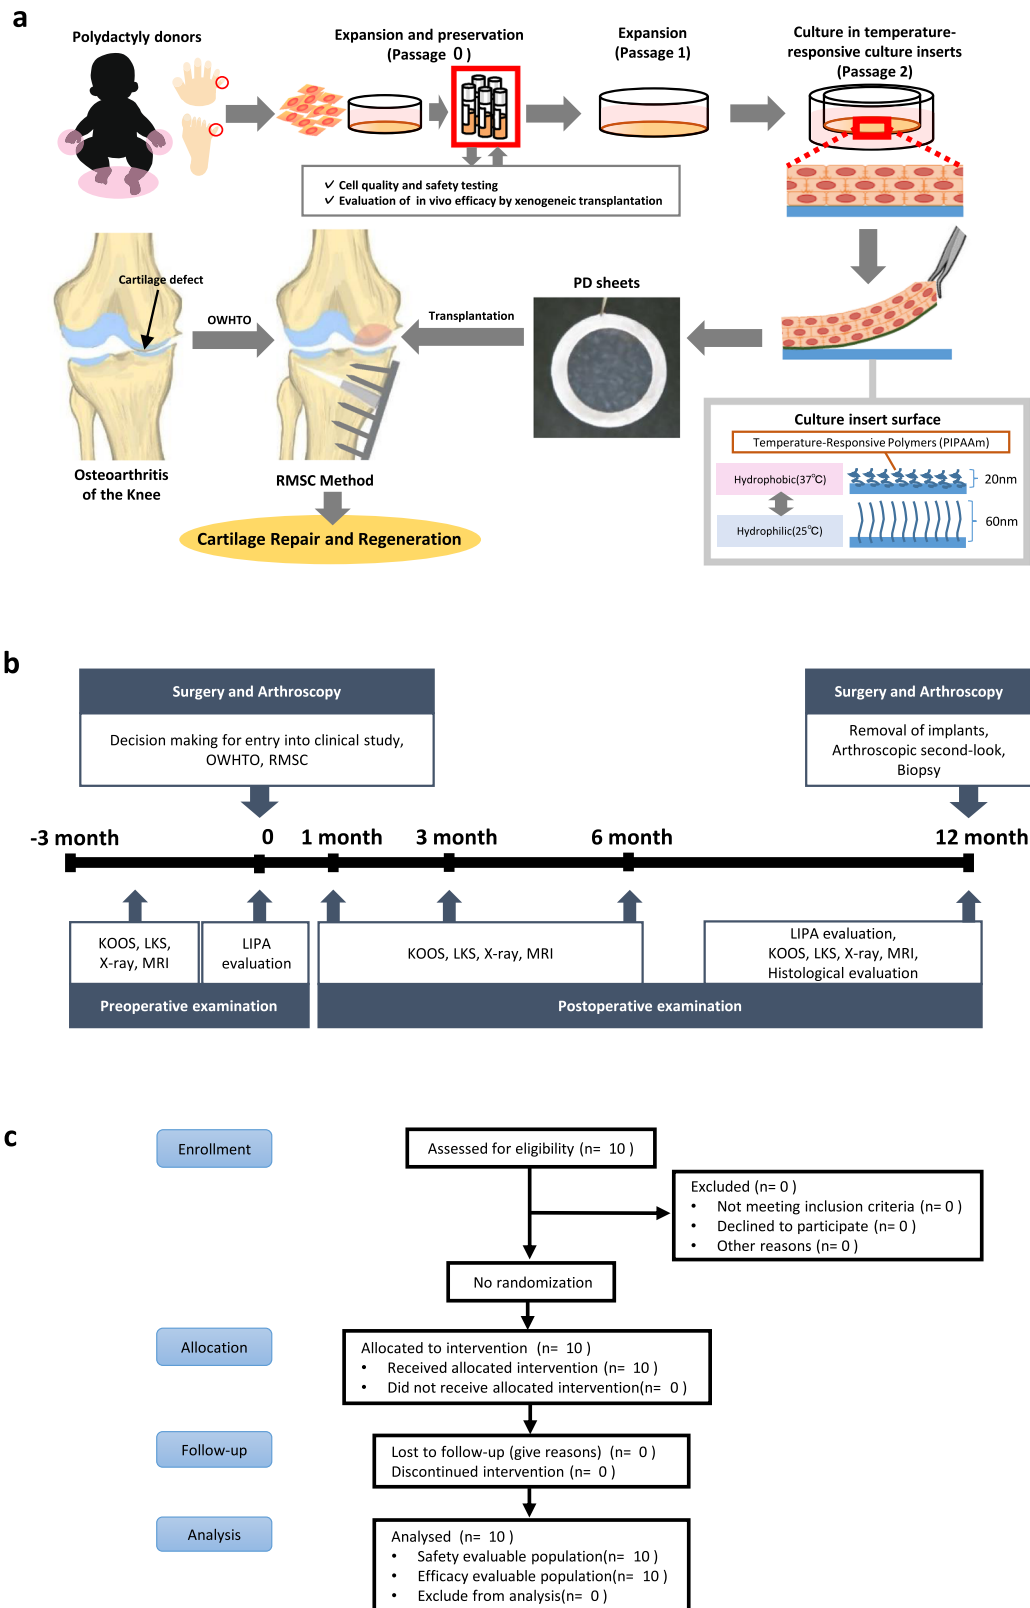 a
Polydactyly donors
Expansion and preservation
(Passage 0 )
Expansion
(Passage 1)
Culture in temperature-
responsive culture inserts
(Passage 2)
✓ Cell quality and safety testing
✓ Evaluation of in vivo efficacy by xenogeneic transplantation
Cartilage defect
OWHTO
Transplantation
PD sheets
Osteoarthritis
of the Knee
RMSC Method
Cartilage Repair and Regeneration
Culture insert surface
Temperature-Responsive Polymers (PIPAAm)
Hydrophobic(37℃)
20nm
Hydrophilic(25℃)
60nm
b
Surgery and Arthroscopy
Decision making for entry into clinical study,
OWHTO, RMSC
Surgery and Arthroscopy
Removal of implants,
Arthroscopic second-look,
Biopsy
-3 month
0
1 month
3 month
6 month
12 month
KOOS, LKS,
X-ray, MRI
LIPA
evaluation
KOOS, LKS, X-ray, MRI
LIPA evaluation,
KOOS, LKS, X-ray, MRI,
Histological evaluation
Preoperative examination
Postoperative examination
c
Enrollment
Assessed for eligibility (n= 10 )
Excluded (n= 0 )
• Not meeting inclusion criteria (n= 0 )
• Declined to participate (n= 0 )
• Other reasons (n= 0 )
No randomization
Allocation
Allocated to intervention (n= 10 )
• Received allocated intervention (n= 10 )
• Did not receive allocated intervention(n= 0 )
Follow-up
Lost to follow-up (give reasons) (n= 0 )
Discontinued intervention (n= 0 )
Analysis
Analysed (n= 10 )
• Safety evaluable population(n= 10 )
• Efficacy evaluable population(n= 10 )
• Exclude from analysis(n= 0 )